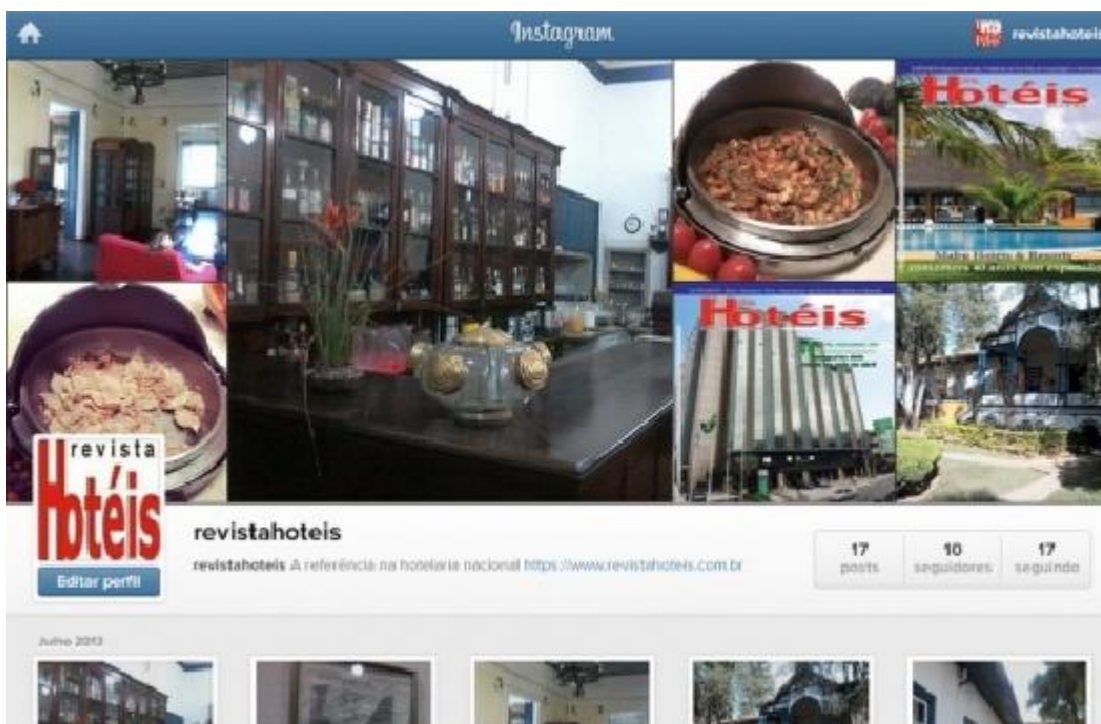 Instagram
revistahoteis
Hotéis
Hotéis
revista
Hotéis
Editar perfil
revistahoteis
revistahoteis A referência na hotelaria nacional https://www.revistahoteis.com.br
17 posts
10 seguidores
17 seguindo
Julho 2013